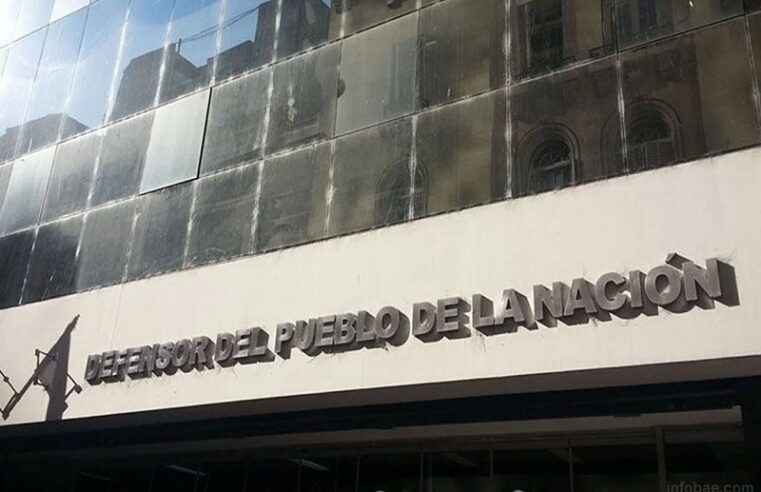 DEFENSOR DEL PUEBLO DE LA NACIÓN
infobae.com